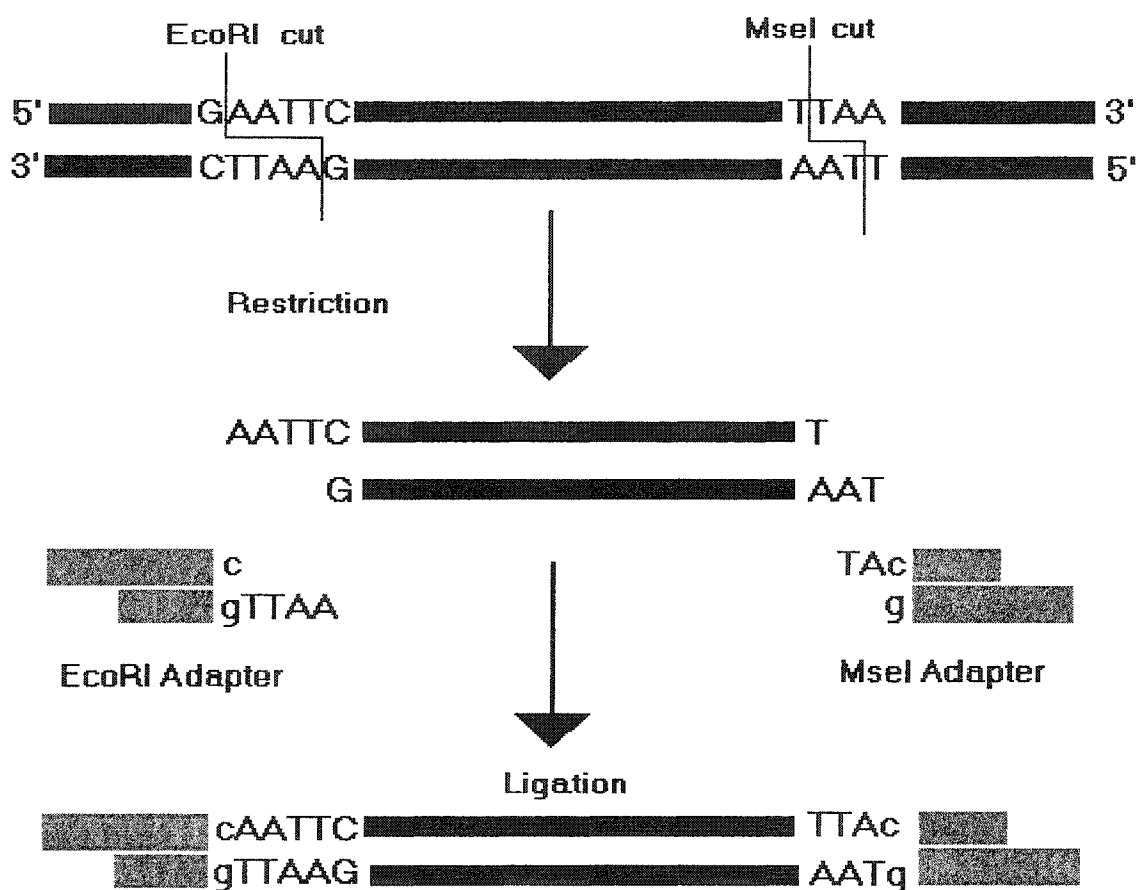 EcoRI cut MseI cut
5' GAATTC TTAA 3'
3' CTTAAG AATT 5'
Restriction
AATTC T
G AAT
c TAc
gTTAA g
EcoRI Adapter MseI Adapter
Ligation
cAATTC TTAc
gTTAAG AATg